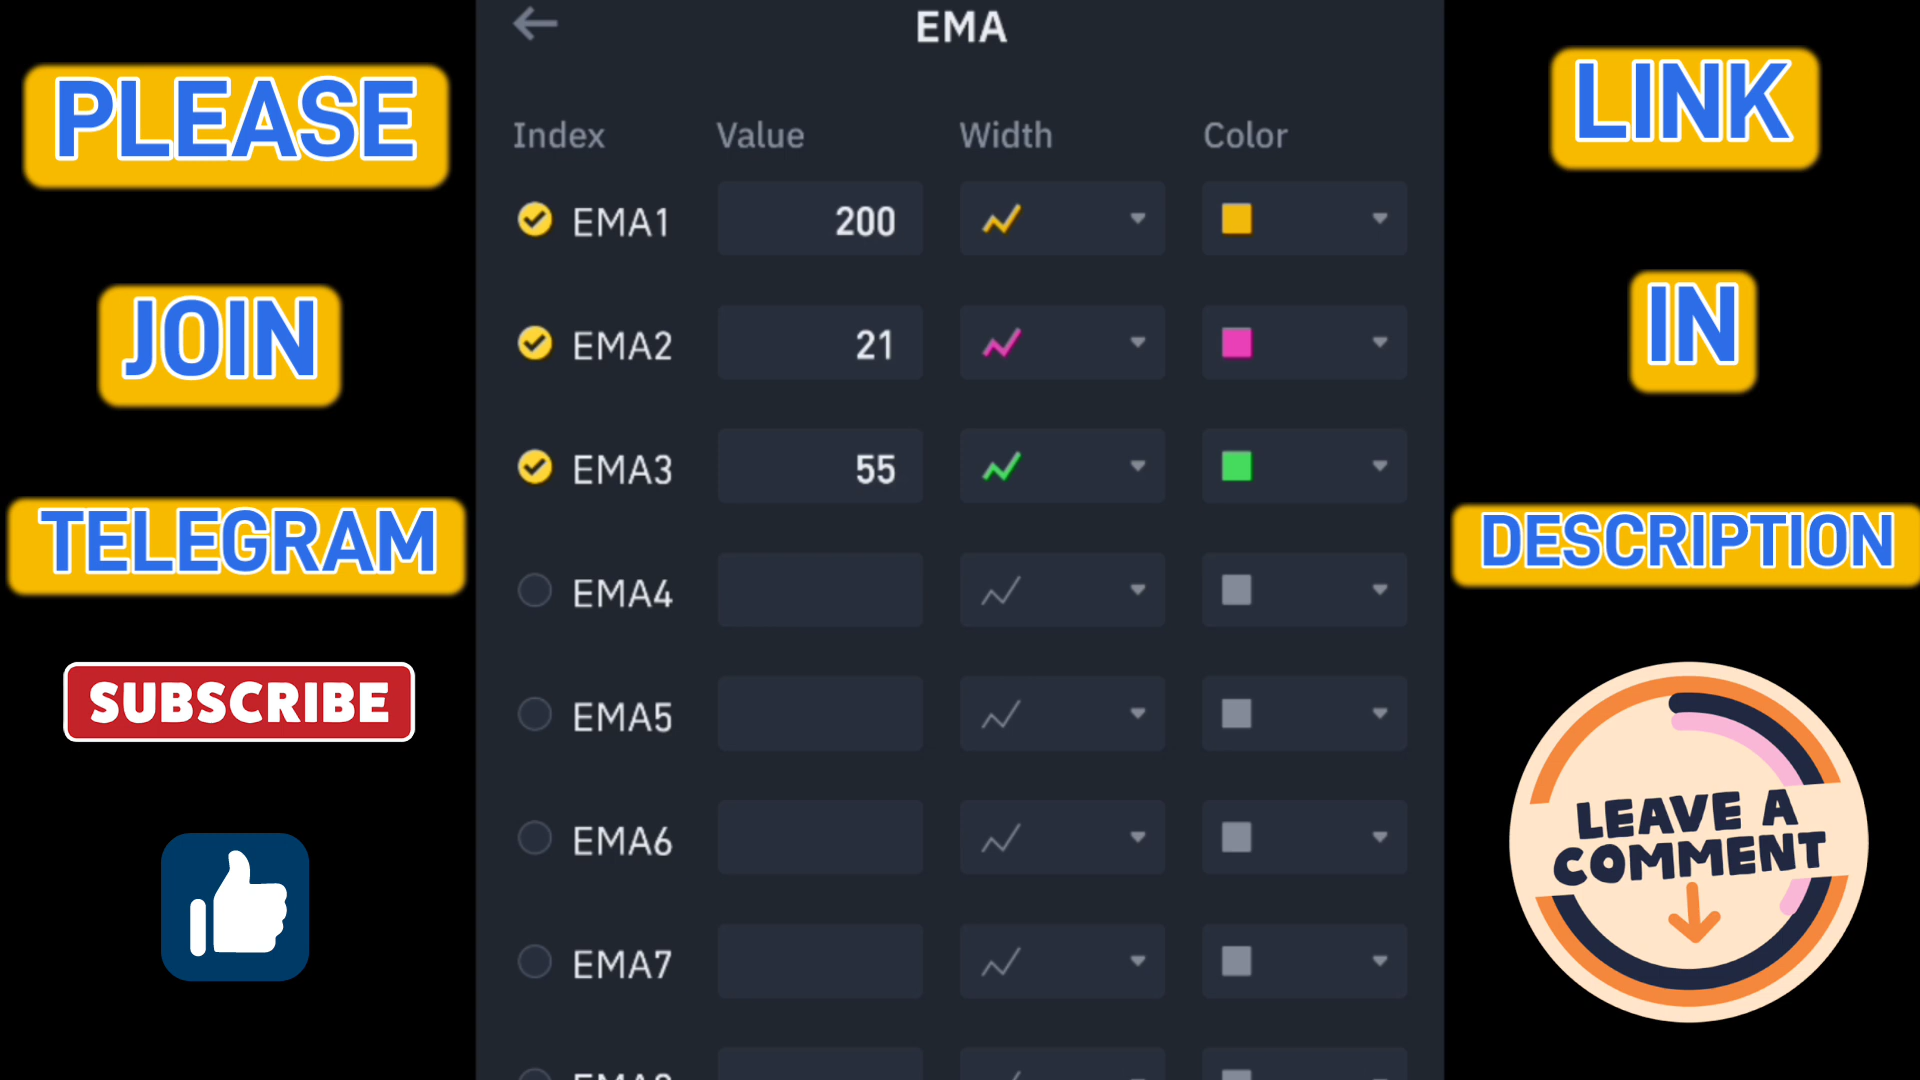 PLEASE
JOIN
TELEGRAM
SUBSCRIBE
EMA
Index Value Width Color
EMA1 200
EMA2 21
EMA3 55
EMA4
EMA5
EMA6
EMA7
LINK
IN
DESCRIPTION
LEAVE A
COMMENT